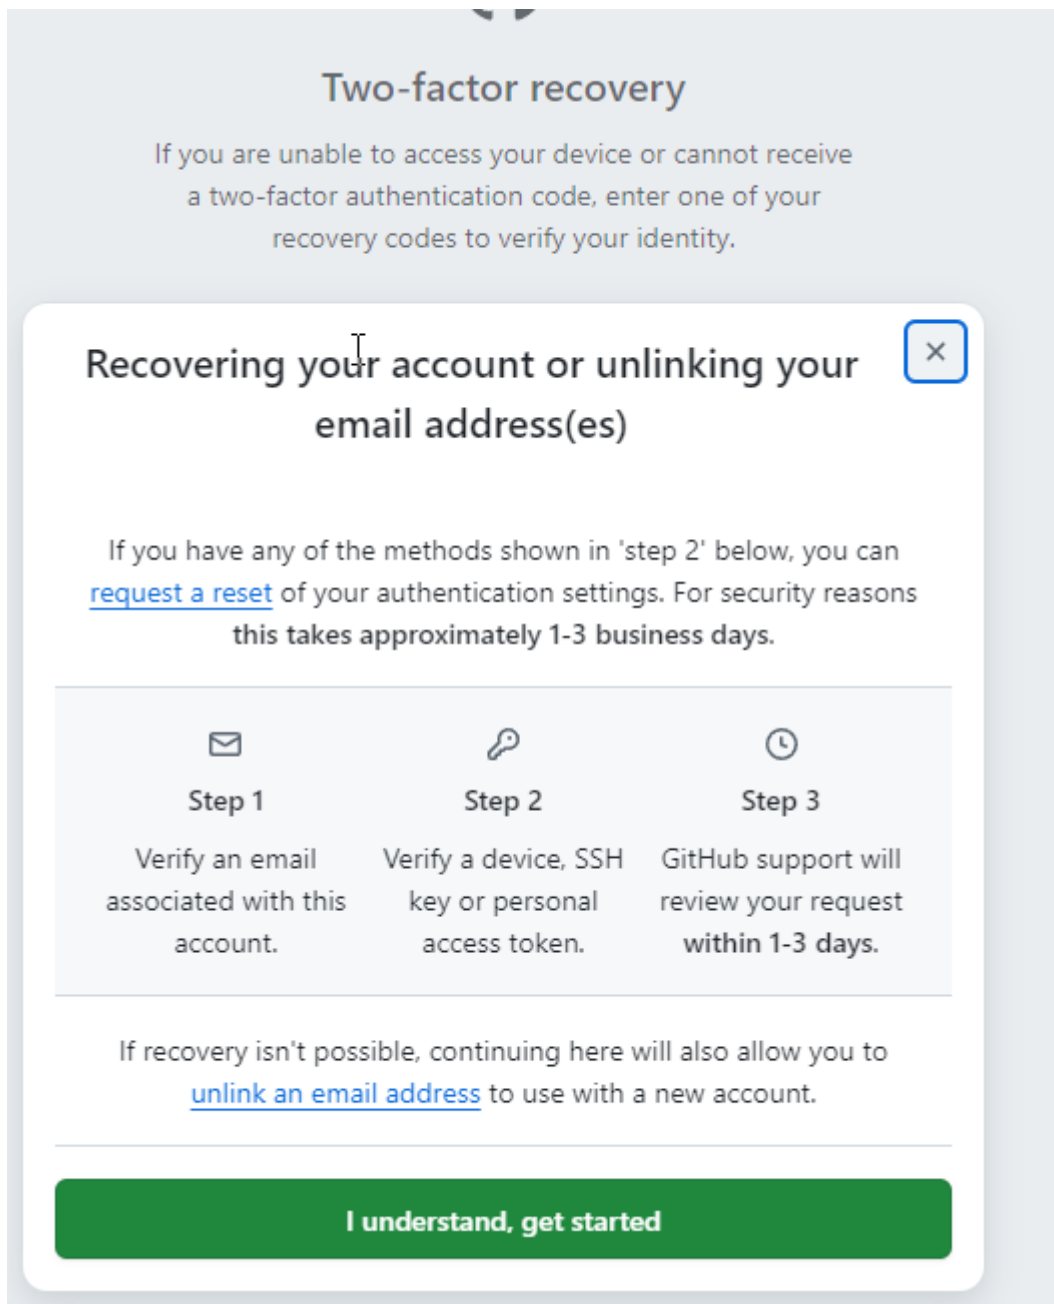 Two-factor recovery
If you are unable to access your device or cannot receive
a two-factor authentication code, enter one of your
recovery codes to verify your identity.
Recovering your account or unlinking your
email address(es)
If you have any of the methods shown in 'step 2' below, you can
request a reset of your authentication settings. For security reasons
this takes approximately 1-3 business days.
Step 1
Verify an email
associated with this
account.
Step 2
Verify a device, SSH
key or personal
access token.
Step 3
GitHub support will
review your request
within 1-3 days.
If recovery isn't possible, continuing here will also allow you to
unlink an email address to use with a new account.
I understand, get started